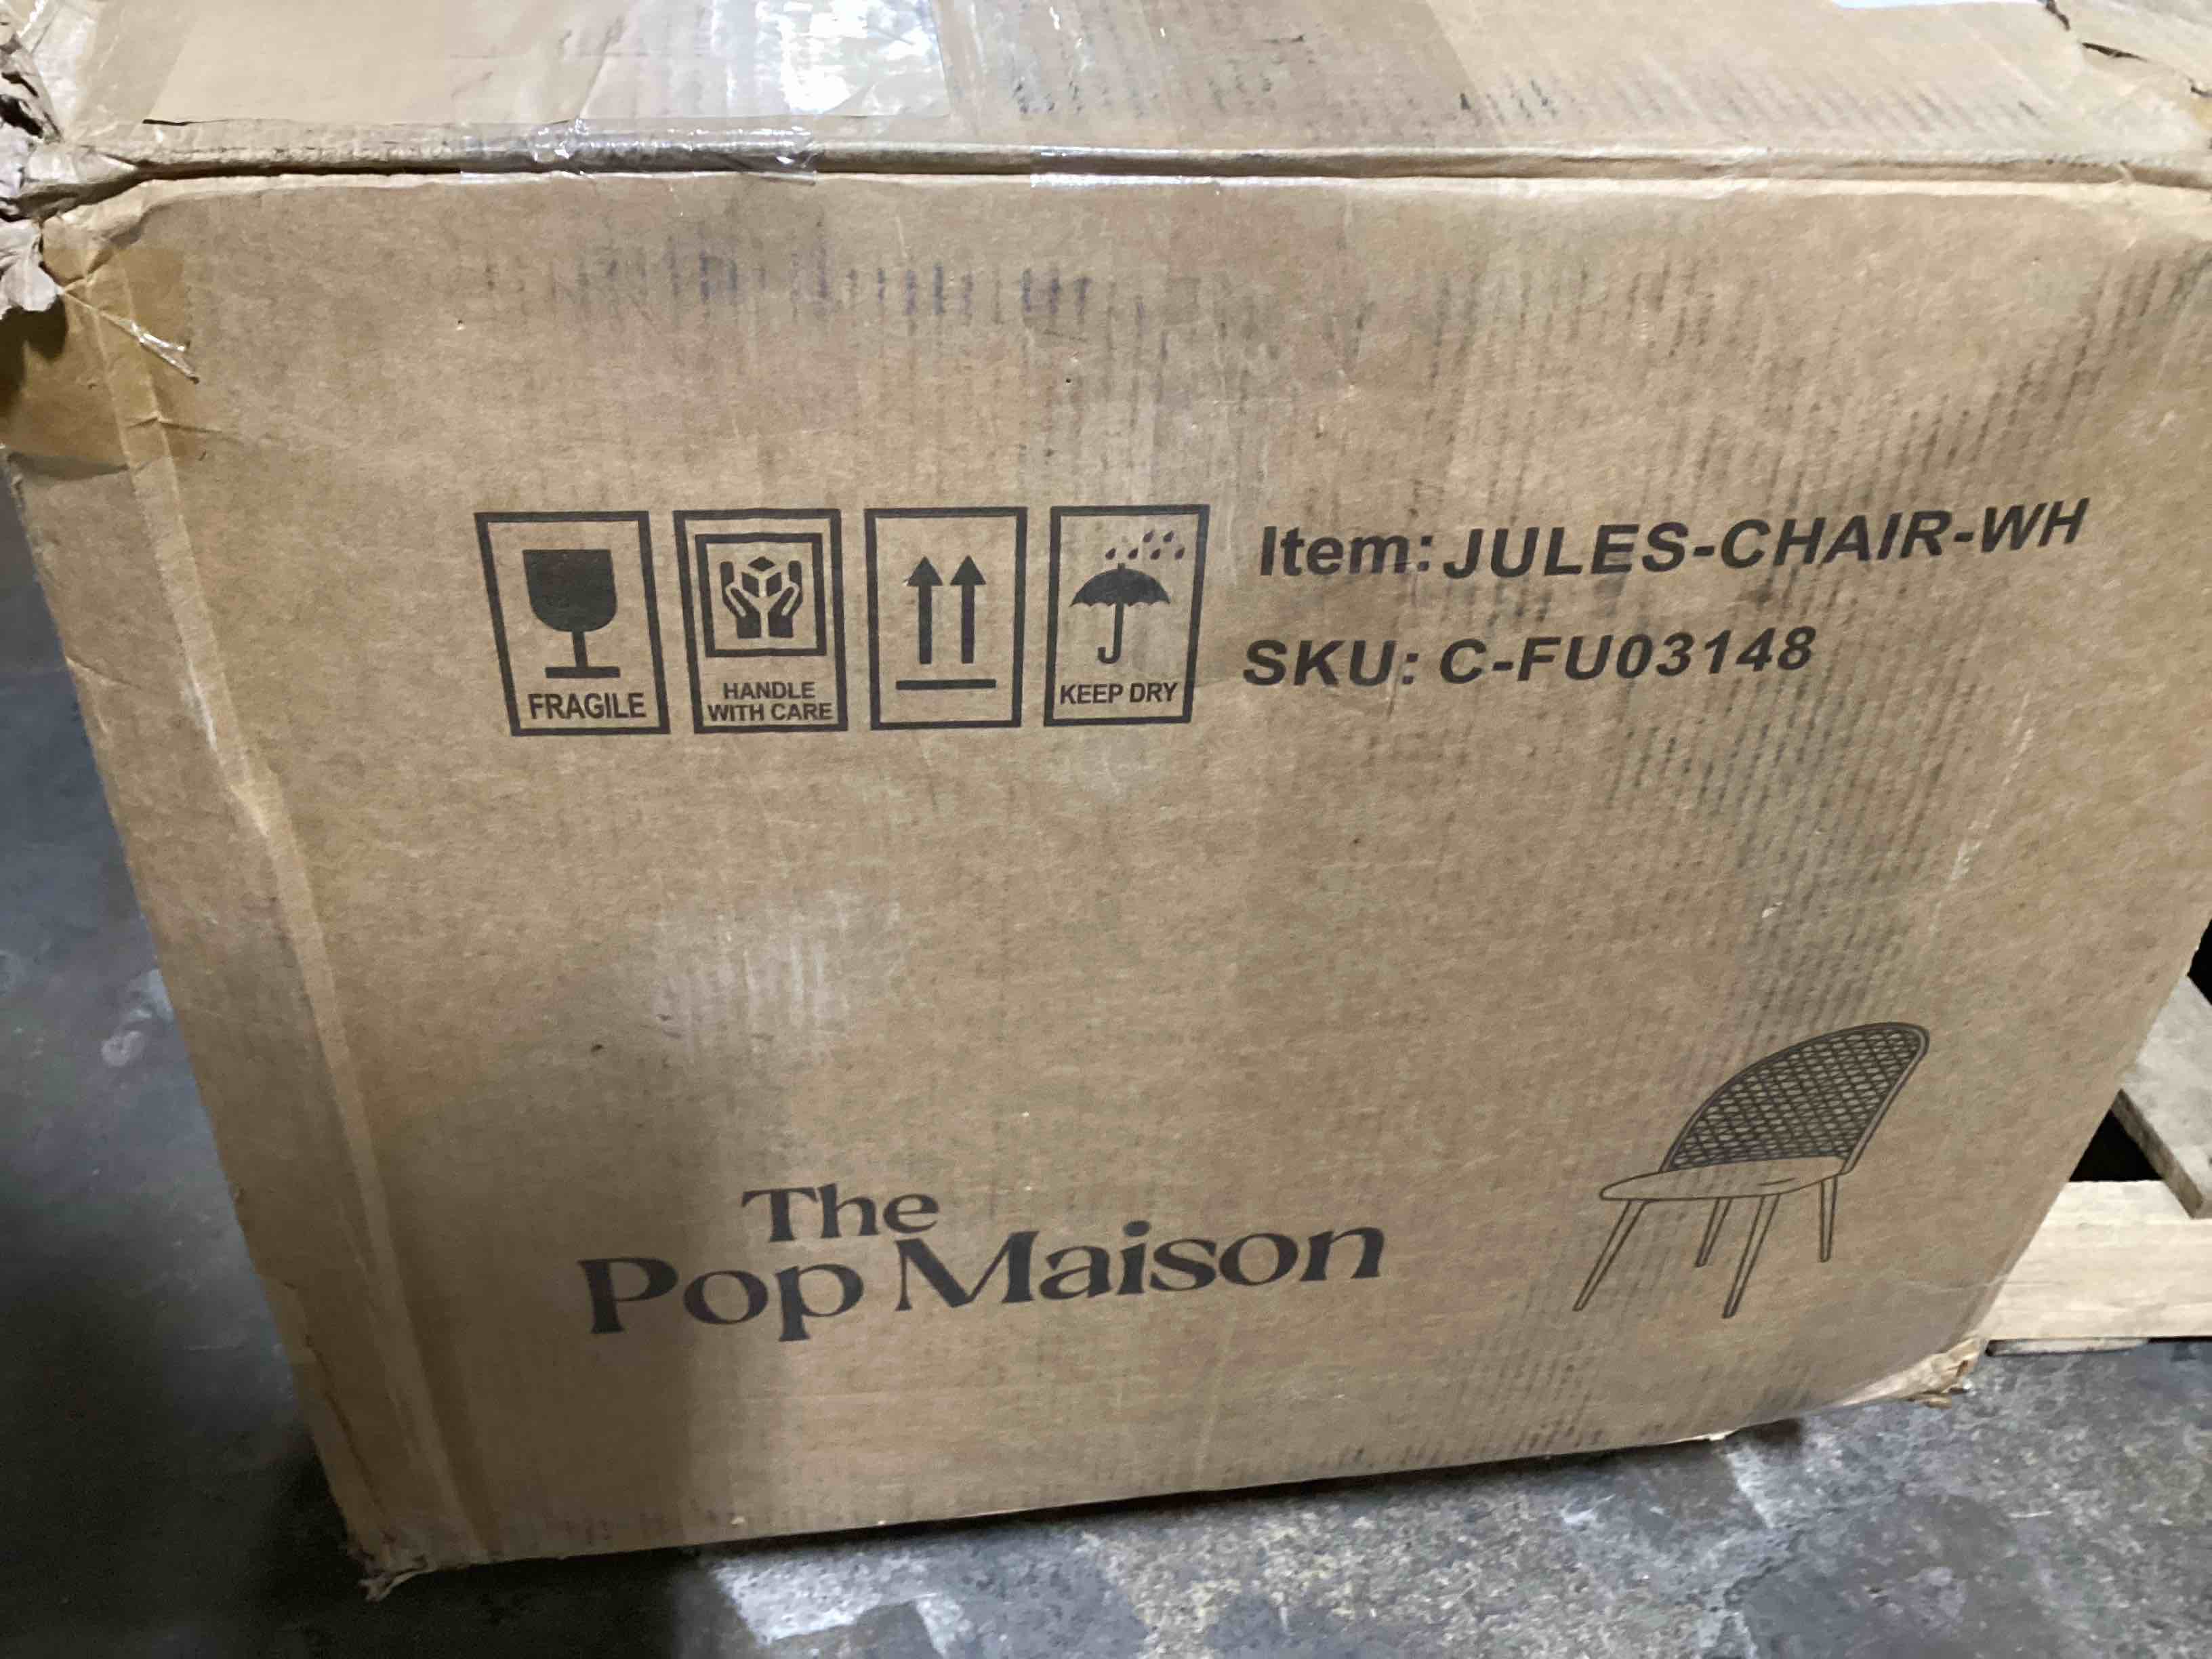 FRAGILE
HANDLE
WITH CARE
KEEP DRY
Item: JULES-CHAIR-WH
SKU: C-FU03148
The
Pop Maison